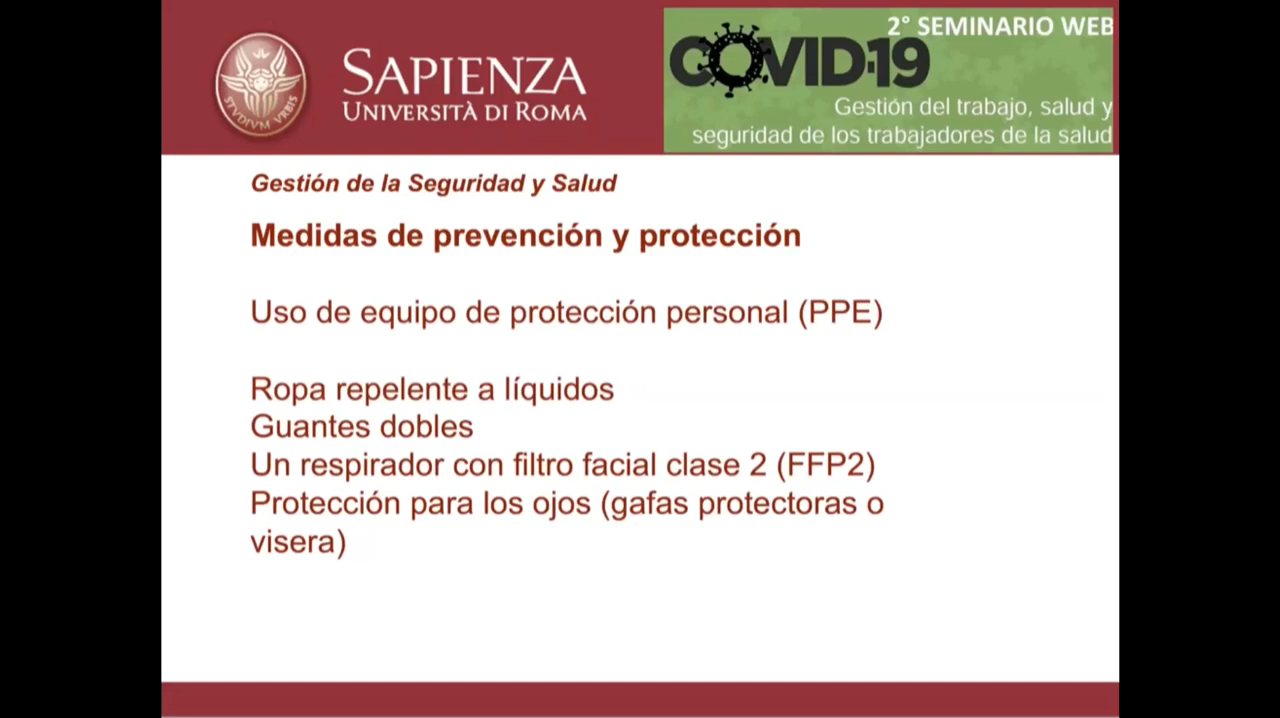 SAPIENZA
UNIVERSITÀ DI ROMA
STVDIVM VRBIS
2° SEMINARIO WEB
COVID-19
Gestión del trabajo, salud y
seguridad de los trabajadores de la salud
Gestión de la Seguridad y Salud
Medidas de prevención y protección
Uso de equipo de protección personal (PPE)
Ropa repelente a líquidos
Guantes dobles
Un respirador con filtro facial clase 2 (FFP2)
Protección para los ojos (gafas protectoras o
visera)